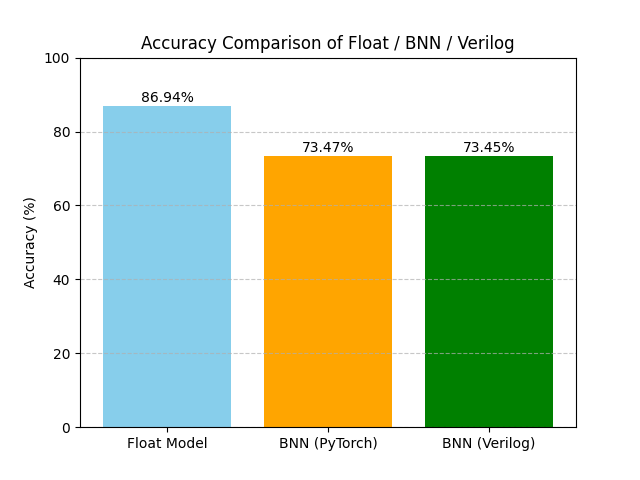 Accuracy Comparison of Float / BNN / Verilog
100
80
60
40
20
0
Accuracy (%)
86.94%
73.47%
73.45%
Float Model
BNN (PyTorch)
BNN (Verilog)